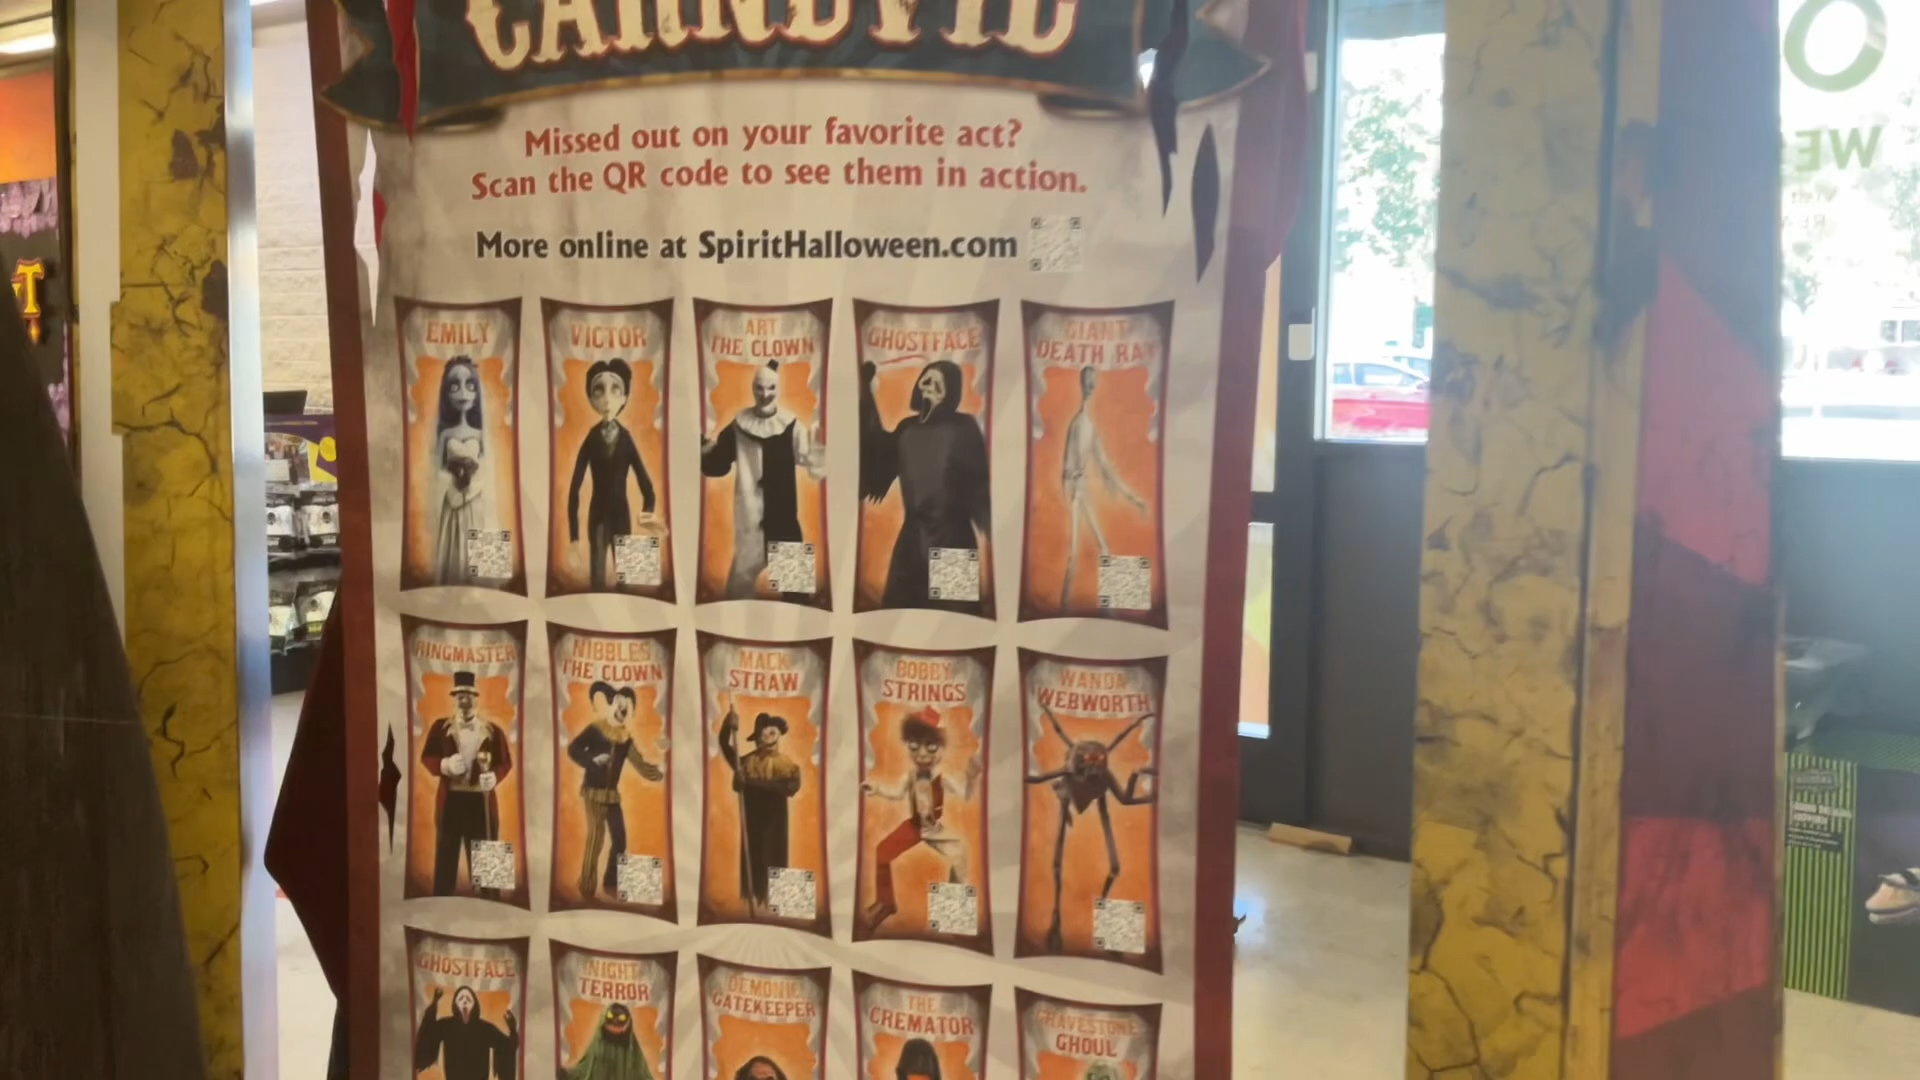 CARNEVIL
Missed out on your favorite act?
Scan the QR code to see them in action.
More online at SpiritHalloween.com
EMILY
VICTOR
ART
THE CLOWN
GHOSTFACE
GIANT
DEATH RAY
RINGMASTER
NIBBLES
THE CLOWN
MACK
STRAW
BOBBY
STRINGS
WANDA
WEBWORTH
GHOSTFACE
NIGHT
TERROR
DEMONIC
GATEKEEPER
THE
CREMATOR
GRAVESTONE
GHOUL